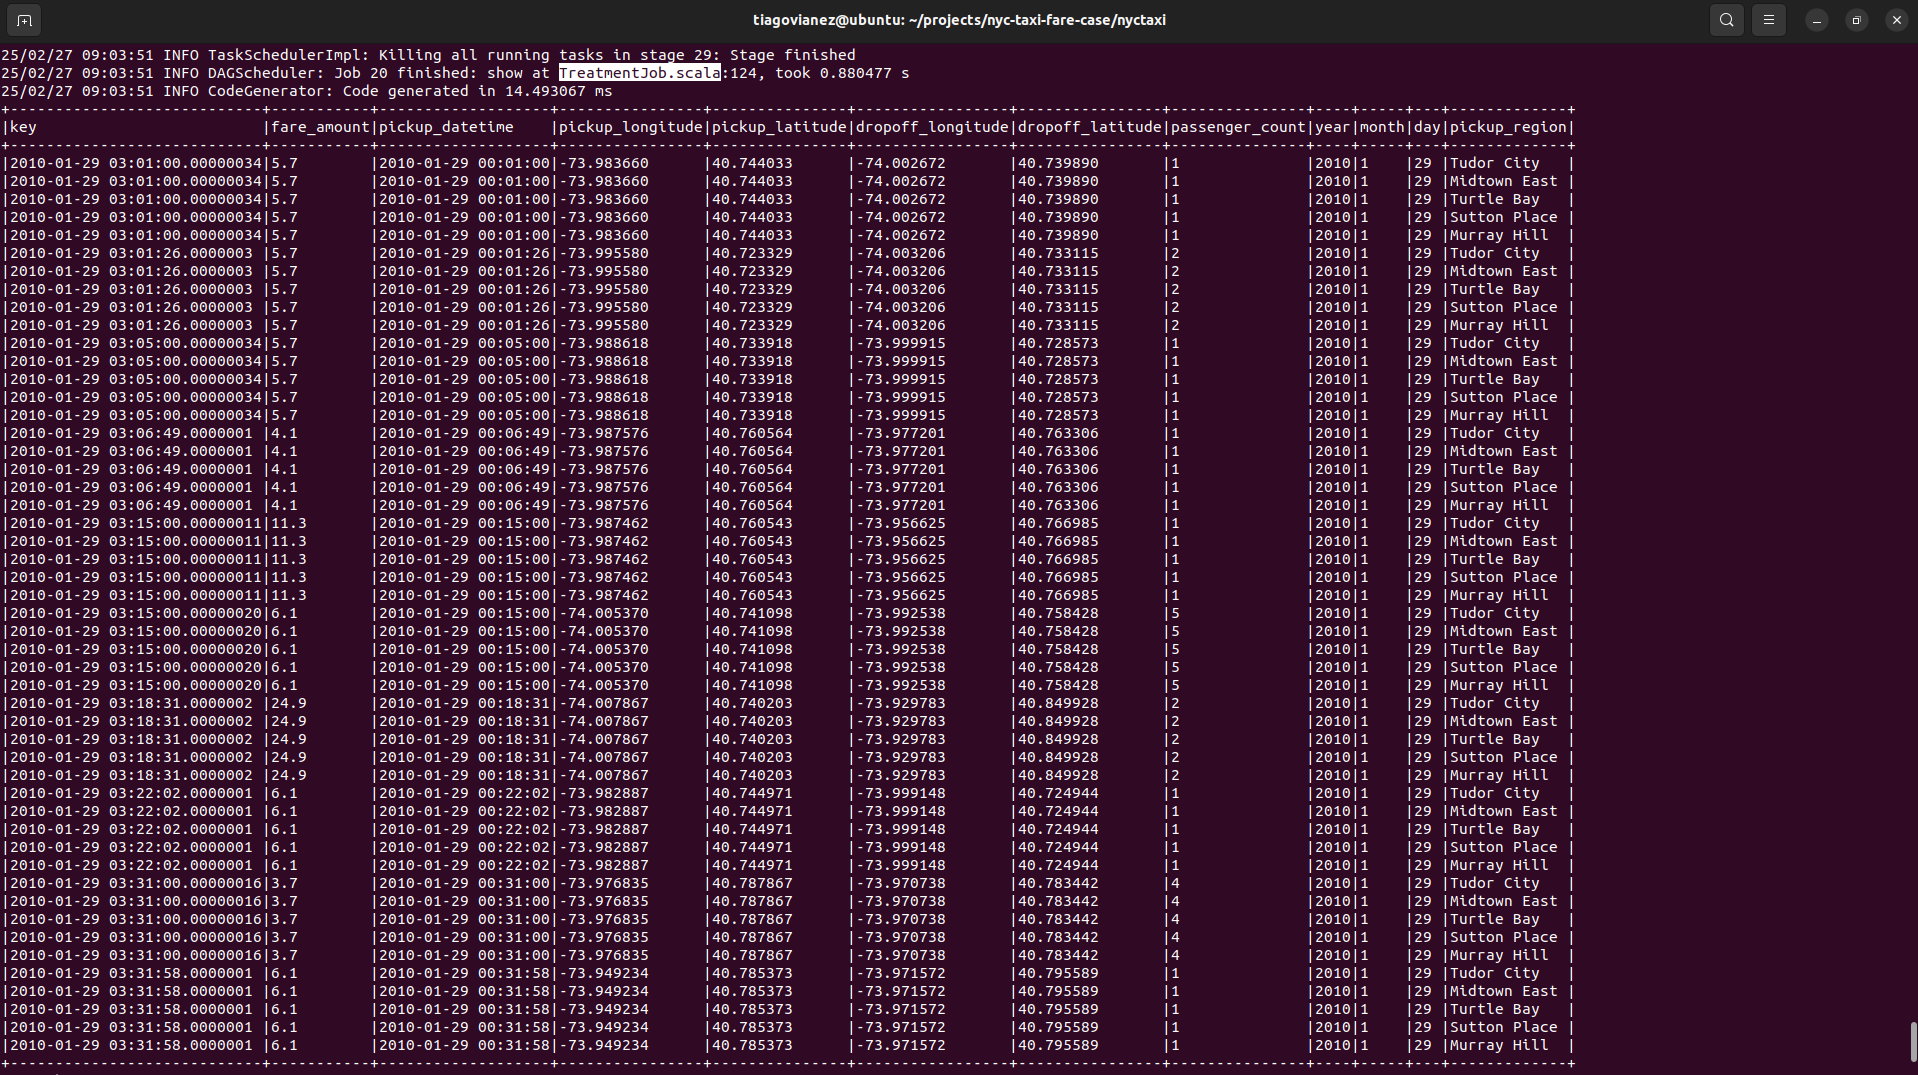 tiagovianez@ubuntu: ~/projects/nyc-taxi-fare-case/nyctaxi
25/02/27 09:03:51 INFO TaskSchedulerImpl: Killing all running tasks in stage 29: Stage finished
25/02/27 09:03:51 INFO DAGScheduler: Job 20 finished: show at TreatmentJob.scala:124, took 0.880477 s
25/02/27 09:03:51 INFO CodeGenerator: Code generated in 14.493067 ms
+----------------------------+-----------+-------------------+----------------+---------------+-----------------+----------------+---------------+----+-----+---+-------------+
|key                         |fare_amount|pickup_datetime    |pickup_longitude|pickup_latitude|dropoff_longitude|dropoff_latitude|passenger_count|year|month|day|pickup_region|
+----------------------------+-----------+-------------------+----------------+---------------+-----------------+----------------+---------------+----+-----+---+-------------+
|2010-01-29 03:01:00.00000034|5.7        |2010-01-29 00:01:00|-73.983660      |40.744033      |-74.002672       |40.739890       |1              |2010|1    |29 |Tudor City   |
|2010-01-29 03:01:00.00000034|5.7        |2010-01-29 00:01:00|-73.983660      |40.744033      |-74.002672       |40.739890       |1              |2010|1    |29 |Midtown East |
|2010-01-29 03:01:00.00000034|5.7        |2010-01-29 00:01:00|-73.983660      |40.744033      |-74.002672       |40.739890       |1              |2010|1    |29 |Turtle Bay   |
|2010-01-29 03:01:00.00000034|5.7        |2010-01-29 00:01:00|-73.983660      |40.744033      |-74.002672       |40.739890       |1              |2010|1    |29 |Sutton Place |
|2010-01-29 03:01:00.00000034|5.7        |2010-01-29 00:01:00|-73.983660      |40.744033      |-74.002672       |40.739890       |1              |2010|1    |29 |Murray Hill  |
|2010-01-29 03:01:26.0000003 |5.7        |2010-01-29 00:01:26|-73.995580      |40.723329      |-74.003206       |40.733115       |2              |2010|1    |29 |Tudor City   |
|2010-01-29 03:01:26.0000003 |5.7        |2010-01-29 00:01:26|-73.995580      |40.723329      |-74.003206       |40.733115       |2              |2010|1    |29 |Midtown East |
|2010-01-29 03:01:26.0000003 |5.7        |2010-01-29 00:01:26|-73.995580      |40.723329      |-74.003206       |40.733115       |2              |2010|1    |29 |Turtle Bay   |
|2010-01-29 03:01:26.0000003 |5.7        |2010-01-29 00:01:26|-73.995580      |40.723329      |-74.003206       |40.733115       |2              |2010|1    |29 |Sutton Place |
|2010-01-29 03:01:26.0000003 |5.7        |2010-01-29 00:01:26|-73.995580      |40.723329      |-74.003206       |40.733115       |2              |2010|1    |29 |Murray Hill  |
|2010-01-29 03:05:00.00000034|5.7        |2010-01-29 00:05:00|-73.988618      |40.733918      |-73.999915       |40.728573       |1              |2010|1    |29 |Tudor City   |
|2010-01-29 03:05:00.00000034|5.7        |2010-01-29 00:05:00|-73.988618      |40.733918      |-73.999915       |40.728573       |1              |2010|1    |29 |Midtown East |
|2010-01-29 03:05:00.00000034|5.7        |2010-01-29 00:05:00|-73.988618      |40.733918      |-73.999915       |40.728573       |1              |2010|1    |29 |Turtle Bay   |
|2010-01-29 03:05:00.00000034|5.7        |2010-01-29 00:05:00|-73.988618      |40.733918      |-73.999915       |40.728573       |1              |2010|1    |29 |Sutton Place |
|2010-01-29 03:05:00.00000034|5.7        |2010-01-29 00:05:00|-73.988618      |40.733918      |-73.999915       |40.728573       |1              |2010|1    |29 |Murray Hill  |
|2010-01-29 03:06:49.0000001 |4.1        |2010-01-29 00:06:49|-73.987576      |40.760564      |-73.977201       |40.763306       |1              |2010|1    |29 |Tudor City   |
|2010-01-29 03:06:49.0000001 |4.1        |2010-01-29 00:06:49|-73.987576      |40.760564      |-73.977201       |40.763306       |1              |2010|1    |29 |Midtown East |
|2010-01-29 03:06:49.0000001 |4.1        |2010-01-29 00:06:49|-73.987576      |40.760564      |-73.977201       |40.763306       |1              |2010|1    |29 |Turtle Bay   |
|2010-01-29 03:06:49.0000001 |4.1        |2010-01-29 00:06:49|-73.987576      |40.760564      |-73.977201       |40.763306       |1              |2010|1    |29 |Sutton Place |
|2010-01-29 03:06:49.0000001 |4.1        |2010-01-29 00:06:49|-73.987576      |40.760564      |-73.977201       |40.763306       |1              |2010|1    |29 |Murray Hill  |
|2010-01-29 03:15:00.00000011|11.3       |2010-01-29 00:15:00|-73.987462      |40.760543      |-73.956625       |40.766985       |1              |2010|1    |29 |Tudor City   |
|2010-01-29 03:15:00.00000011|11.3       |2010-01-29 00:15:00|-73.987462      |40.760543      |-73.956625       |40.766985       |1              |2010|1    |29 |Midtown East |
|2010-01-29 03:15:00.00000011|11.3       |2010-01-29 00:15:00|-73.987462      |40.760543      |-73.956625       |40.766985       |1              |2010|1    |29 |Turtle Bay   |
|2010-01-29 03:15:00.00000011|11.3       |2010-01-29 00:15:00|-73.987462      |40.760543      |-73.956625       |40.766985       |1              |2010|1    |29 |Sutton Place |
|2010-01-29 03:15:00.00000011|11.3       |2010-01-29 00:15:00|-73.987462      |40.760543      |-73.956625       |40.766985       |1              |2010|1    |29 |Murray Hill  |
|2010-01-29 03:15:00.00000020|6.1        |2010-01-29 00:15:00|-74.005370      |40.741098      |-73.992538       |40.758428       |5              |2010|1    |29 |Tudor City   |
|2010-01-29 03:15:00.00000020|6.1        |2010-01-29 00:15:00|-74.005370      |40.741098      |-73.992538       |40.758428       |5              |2010|1    |29 |Midtown East |
|2010-01-29 03:15:00.00000020|6.1        |2010-01-29 00:15:00|-74.005370      |40.741098      |-73.992538       |40.758428       |5              |2010|1    |29 |Turtle Bay   |
|2010-01-29 03:15:00.00000020|6.1        |2010-01-29 00:15:00|-74.005370      |40.741098      |-73.992538       |40.758428       |5              |2010|1    |29 |Sutton Place |
|2010-01-29 03:15:00.00000020|6.1        |2010-01-29 00:15:00|-74.005370      |40.741098      |-73.992538       |40.758428       |5              |2010|1    |29 |Murray Hill  |
|2010-01-29 03:18:31.0000002 |24.9       |2010-01-29 00:18:31|-74.007867      |40.740203      |-73.929783       |40.849928       |2              |2010|1    |29 |Tudor City   |
|2010-01-29 03:18:31.0000002 |24.9       |2010-01-29 00:18:31|-74.007867      |40.740203      |-73.929783       |40.849928       |2              |2010|1    |29 |Midtown East |
|2010-01-29 03:18:31.0000002 |24.9       |2010-01-29 00:18:31|-74.007867      |40.740203      |-73.929783       |40.849928       |2              |2010|1    |29 |Turtle Bay   |
|2010-01-29 03:18:31.0000002 |24.9       |2010-01-29 00:18:31|-74.007867      |40.740203      |-73.929783       |40.849928       |2              |2010|1    |29 |Sutton Place |
|2010-01-29 03:18:31.0000002 |24.9       |2010-01-29 00:18:31|-74.007867      |40.740203      |-73.929783       |40.849928       |2              |2010|1    |29 |Murray Hill  |
|2010-01-29 03:22:02.0000001 |6.1        |2010-01-29 00:22:02|-73.982887      |40.744971      |-73.999148       |40.724944       |1              |2010|1    |29 |Tudor City   |
|2010-01-29 03:22:02.0000001 |6.1        |2010-01-29 00:22:02|-73.982887      |40.744971      |-73.999148       |40.724944       |1              |2010|1    |29 |Midtown East |
|2010-01-29 03:22:02.0000001 |6.1        |2010-01-29 00:22:02|-73.982887      |40.744971      |-73.999148       |40.724944       |1              |2010|1    |29 |Turtle Bay   |
|2010-01-29 03:22:02.0000001 |6.1        |2010-01-29 00:22:02|-73.982887      |40.744971      |-73.999148       |40.724944       |1              |2010|1    |29 |Sutton Place |
|2010-01-29 03:22:02.0000001 |6.1        |2010-01-29 00:22:02|-73.982887      |40.744971      |-73.999148       |40.724944       |1              |2010|1    |29 |Murray Hill  |
|2010-01-29 03:31:00.00000016|3.7        |2010-01-29 00:31:00|-73.976835      |40.787867      |-73.970738       |40.783442       |4              |2010|1    |29 |Tudor City   |
|2010-01-29 03:31:00.00000016|3.7        |2010-01-29 00:31:00|-73.976835      |40.787867      |-73.970738       |40.783442       |4              |2010|1    |29 |Midtown East |
|2010-01-29 03:31:00.00000016|3.7        |2010-01-29 00:31:00|-73.976835      |40.787867      |-73.970738       |40.783442       |4              |2010|1    |29 |Turtle Bay   |
|2010-01-29 03:31:00.00000016|3.7        |2010-01-29 00:31:00|-73.976835      |40.787867      |-73.970738       |40.783442       |4              |2010|1    |29 |Sutton Place |
|2010-01-29 03:31:00.00000016|3.7        |2010-01-29 00:31:00|-73.976835      |40.787867      |-73.970738       |40.783442       |4              |2010|1    |29 |Murray Hill  |
|2010-01-29 03:31:58.0000001 |6.1        |2010-01-29 00:31:58|-73.949234      |40.785373      |-73.971572       |40.795589       |1              |2010|1    |29 |Tudor City   |
|2010-01-29 03:31:58.0000001 |6.1        |2010-01-29 00:31:58|-73.949234      |40.785373      |-73.971572       |40.795589       |1              |2010|1    |29 |Midtown East |
|2010-01-29 03:31:58.0000001 |6.1        |2010-01-29 00:31:58|-73.949234      |40.785373      |-73.971572       |40.795589       |1              |2010|1    |29 |Turtle Bay   |
|2010-01-29 03:31:58.0000001 |6.1        |2010-01-29 00:31:58|-73.949234      |40.785373      |-73.971572       |40.795589       |1              |2010|1    |29 |Sutton Place |
|2010-01-29 03:31:58.0000001 |6.1        |2010-01-29 00:31:58|-73.949234      |40.785373      |-73.971572       |40.795589       |1              |2010|1    |29 |Murray Hill  |
+----------------------------+-----------+-------------------+----------------+---------------+-----------------+----------------+---------------+----+-----+---+-------------+